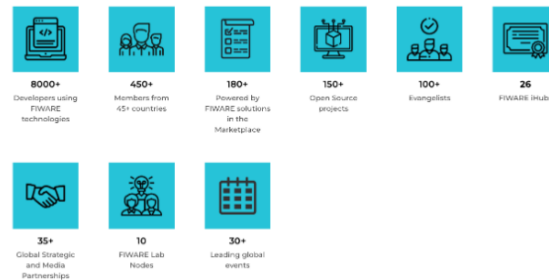 8000+
Developers using
FIWARE
technologies
450+
Members from
45+ countries
180+
Powered by
FIWARE solutions
in the
Marketplace
150+
Open Source
projects
100+
Evangelists
26
FIWARE iHub
35+
Global Strategic
and Media
Partnerships
10
FIWARE Lab
Nodes
30+
Leading global
events